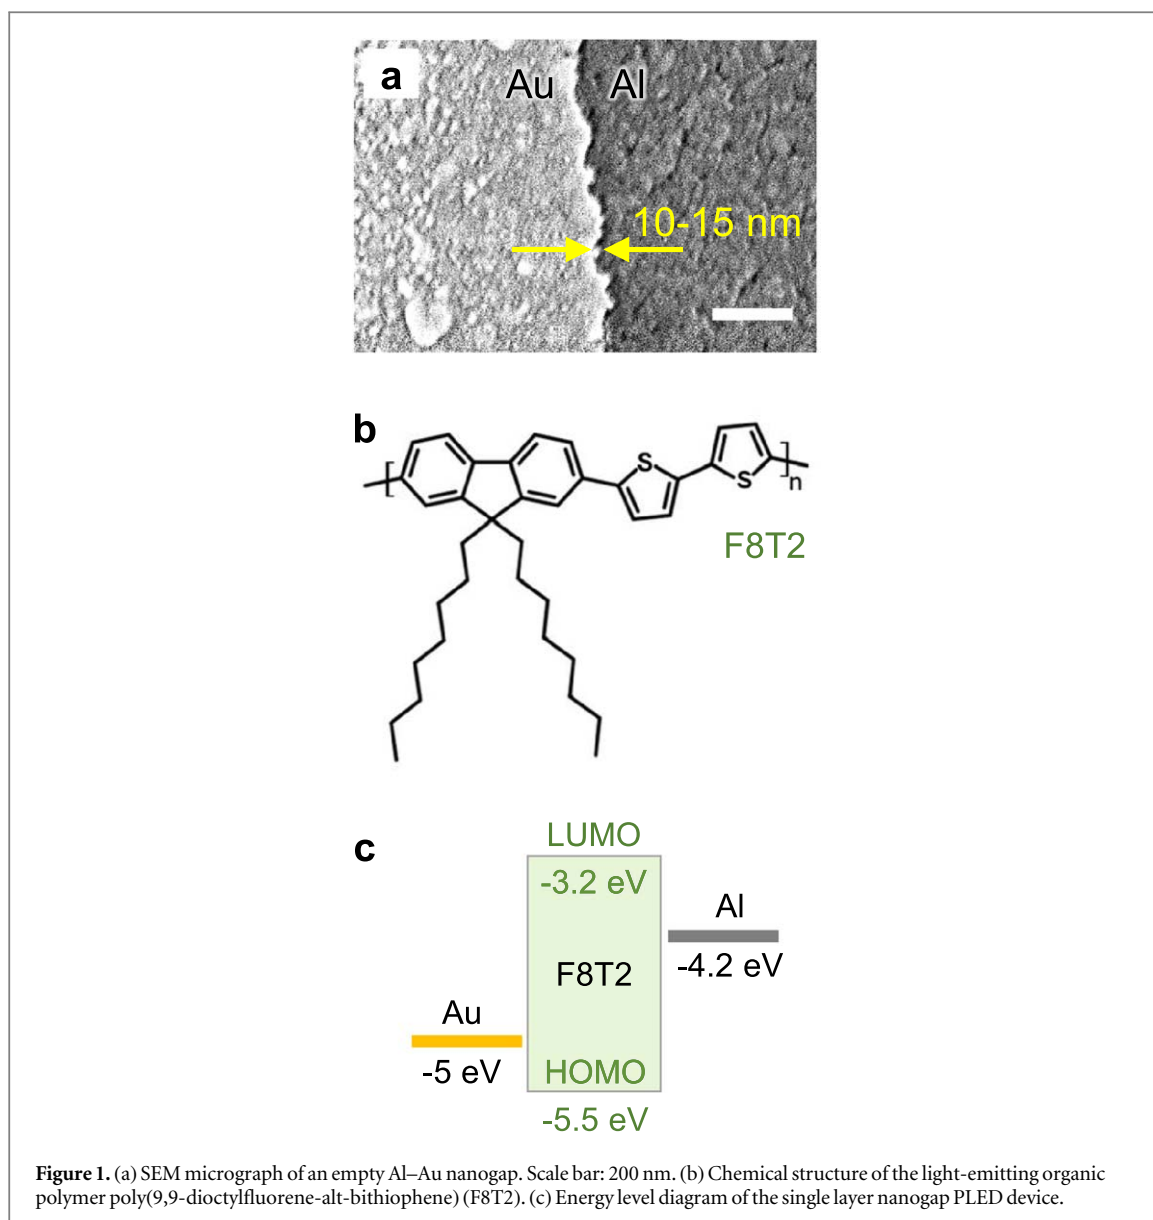 a
Au
Al
10-15 nm
b
[
S
S
]n
F8T2
c
LUMO
-3.2 eV
Al
F8T2
-4.2 eV
Au
-5 eV
HOMO
-5.5 eV
Figure 1. (a) SEM micrograph of an empty Al–Au nanogap. Scale bar: 200 nm. (b) Chemical structure of the light-emitting organic
polymer poly(9,9-dioctylfluorene-alt-bithiophene) (F8T2). (c) Energy level diagram of the single layer nanogap PLED device.